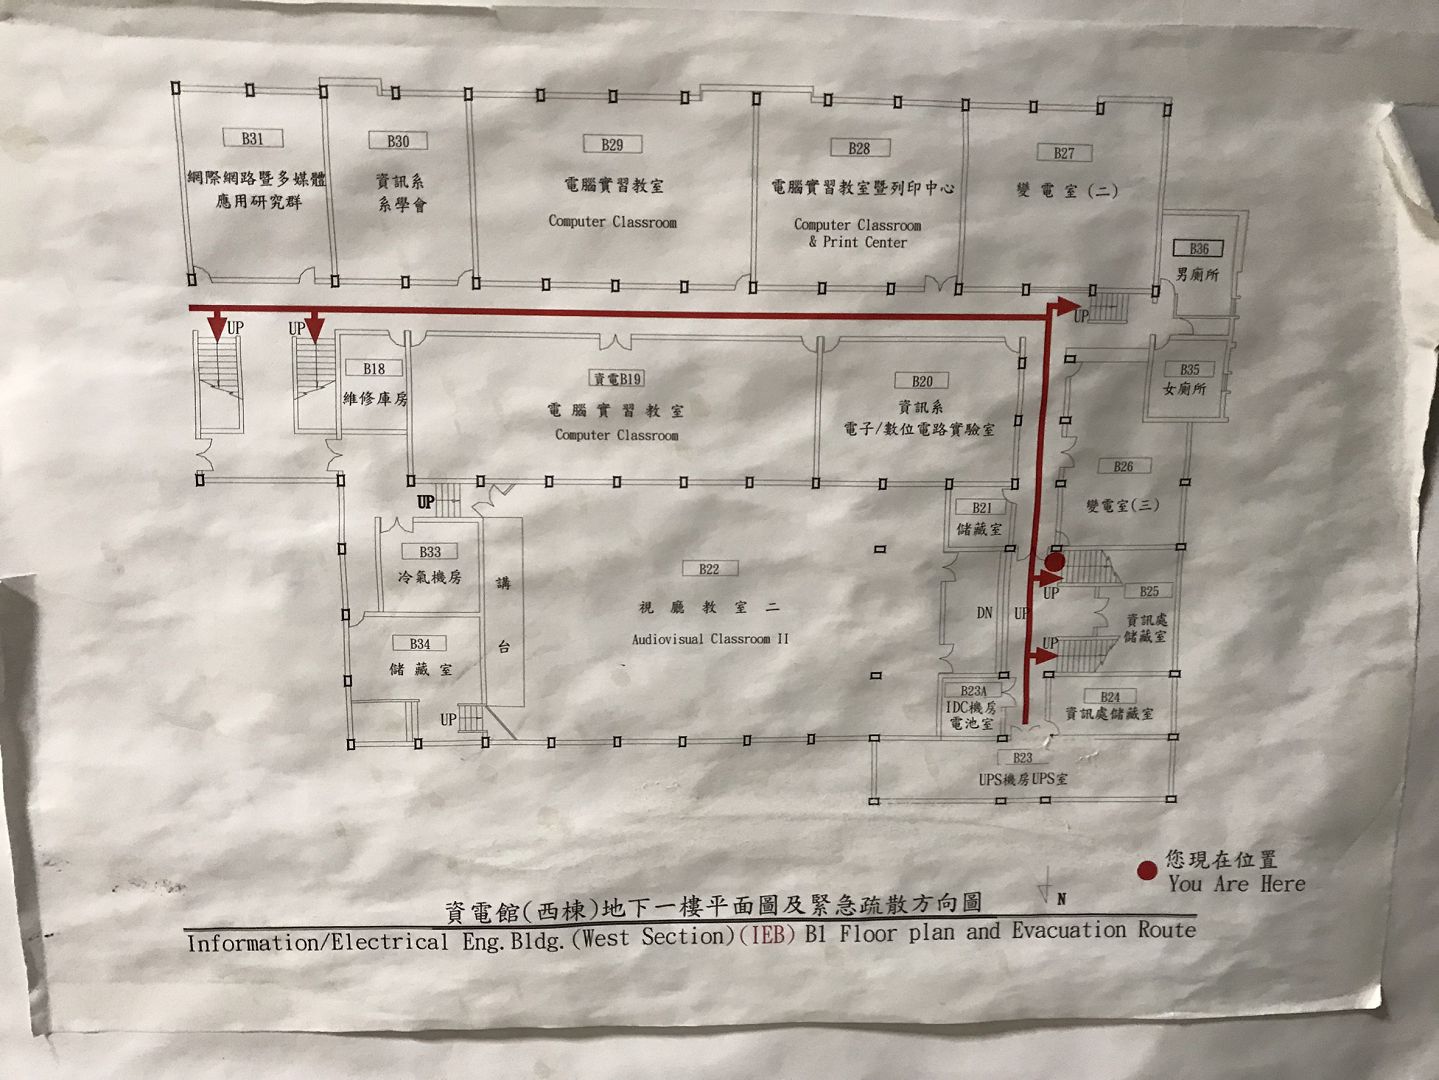 B31
網際網路暨多媒體
應用研究群
B30
資訊系
系學會
B29
電腦實習教室
Computer Classroom
B28
電腦實習教室暨列印中心
Computer Classroom
& Print Center
B27
變電室(二)
B36
男廁所
UP
UP
UP
B18
維修庫房
資電B19
電腦實習教室
Computer Classroom
B20
資訊系
電子/數位電路實驗室
B35
女廁所
B26
變電室(三)
UP
B21
儲藏室
B33
冷氣機房
講
台
B22
視廳教室二
Audiovisual Classroom II
DN
UP
UP
B25
資訊處
儲藏室
UP
B34
儲藏室
UP
B23A
IDC機房
電池室
B24
資訊處儲藏室
B23
UPS機房UPS室
您現在位置
You Are Here
N
資電館(西棟)地下一樓平面圖及緊急疏散方向圖
Information/Electrical Eng.Bldg.(West Section)(IEB) B1 Floor plan and Evacuation Route